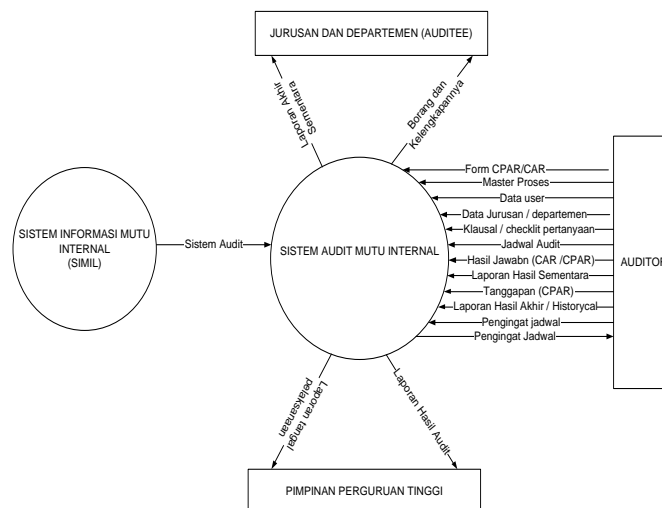 JURUSAN DAN DEPARTEMEN (AUDITEE)
Laporan Akhir
Sementara
Borang dan
Kelengkapannya
SISTEM INFORMASI MUTU
INTERNAL
(SIMIL)
Sistem Audit
SISTEM AUDIT MUTU INTERNAL
Form CPAR/CAR
Master Proses
Data user
Data Jurusan / departemen
Klausal / checklit pertanyaan
Jadwal Audit
Hasil Jawabn (CAR /CPAR)
Laporan Hasil Sementara
Tanggapan (CPAR)
Laporan Hasil Akhir / Historycal
Pengingat jadwal
Pengingat Jadwal
AUDITOR
Laporan tangal
pelaksanaan
Laporan Hasil Audit
PIMPINAN PERGURUAN TINGGI